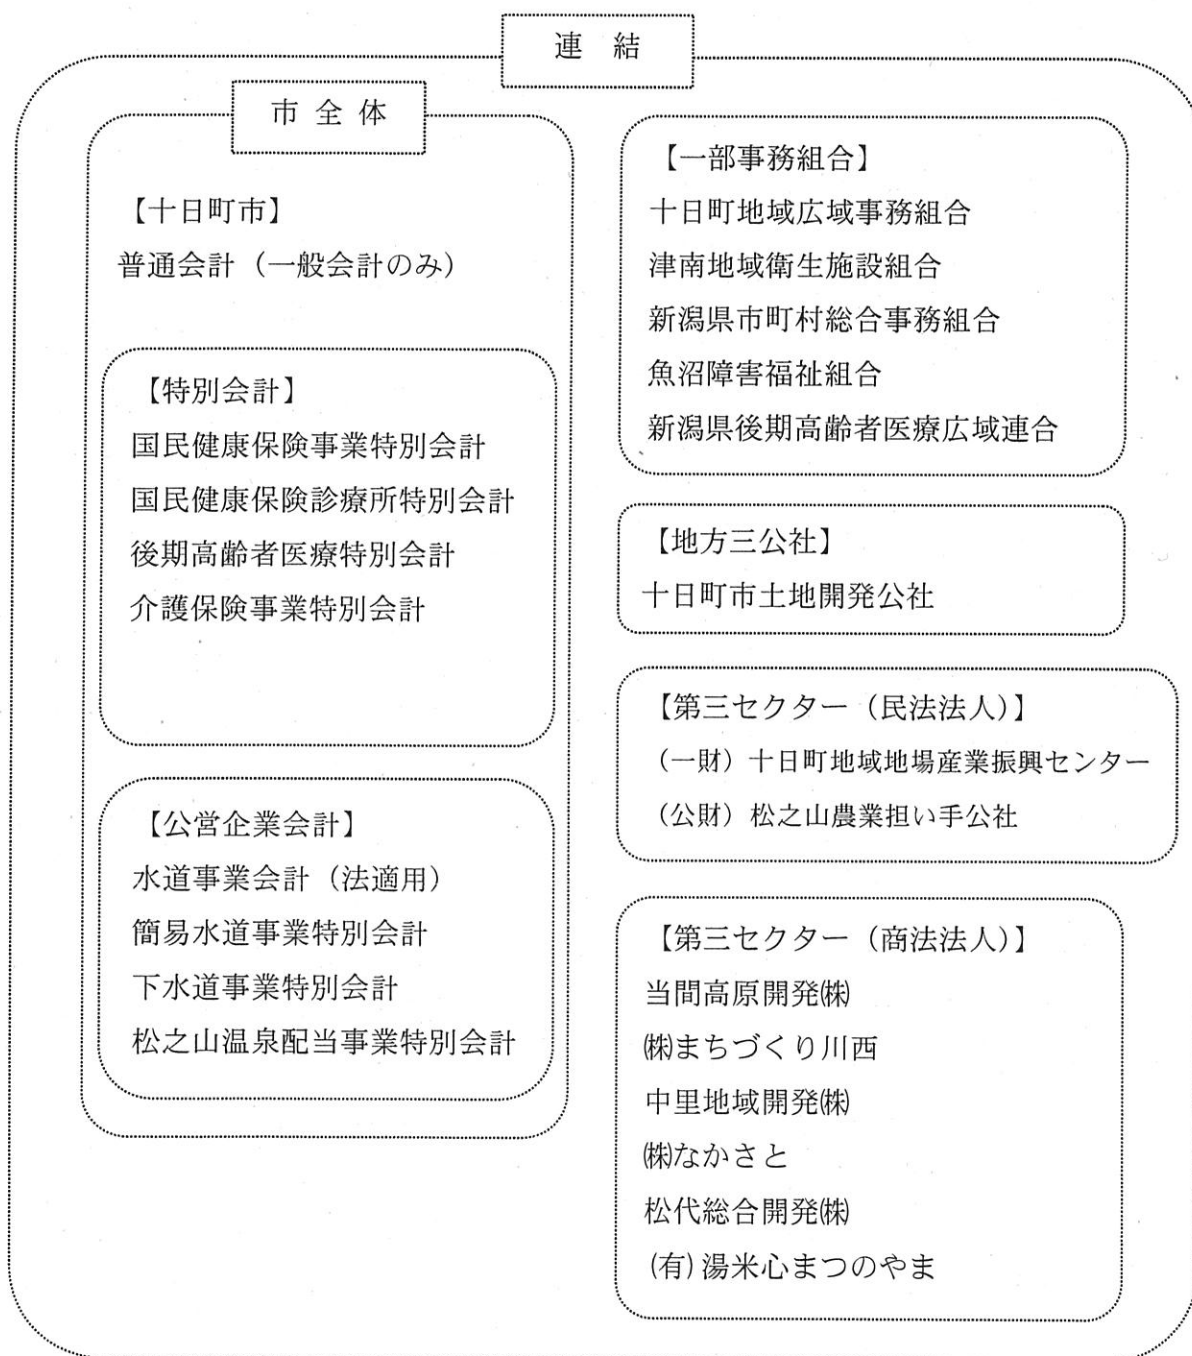 連 結
市 全 体
【十日町市】
普通会計（一般会計のみ）
【特別会計】
国民健康保険事業特別会計
国民健康保険診療所特別会計
後期高齢者医療特別会計
介護保険事業特別会計
【公営企業会計】
水道事業会計（法適用）
簡易水道事業特別会計
下水道事業特別会計
松之山温泉配当事業特別会計
【一部事務組合】
十日町地域広域事務組合
津南地域衛生施設組合
新潟県市町村総合事務組合
魚沼障害福祉組合
新潟県後期高齢者医療広域連合
【地方三公社】
十日町市土地開発公社
【第三セクター（民法法人）】
（一財）十日町地域地場産業振興センター
（公財）松之山農業担い手公社
【第三セクター（商法法人）】
当間高原開発㈱
㈱まちづくり川西
中里地域開発㈱
㈱なかさと
松代総合開発㈱
(有)湯米心まつのやま